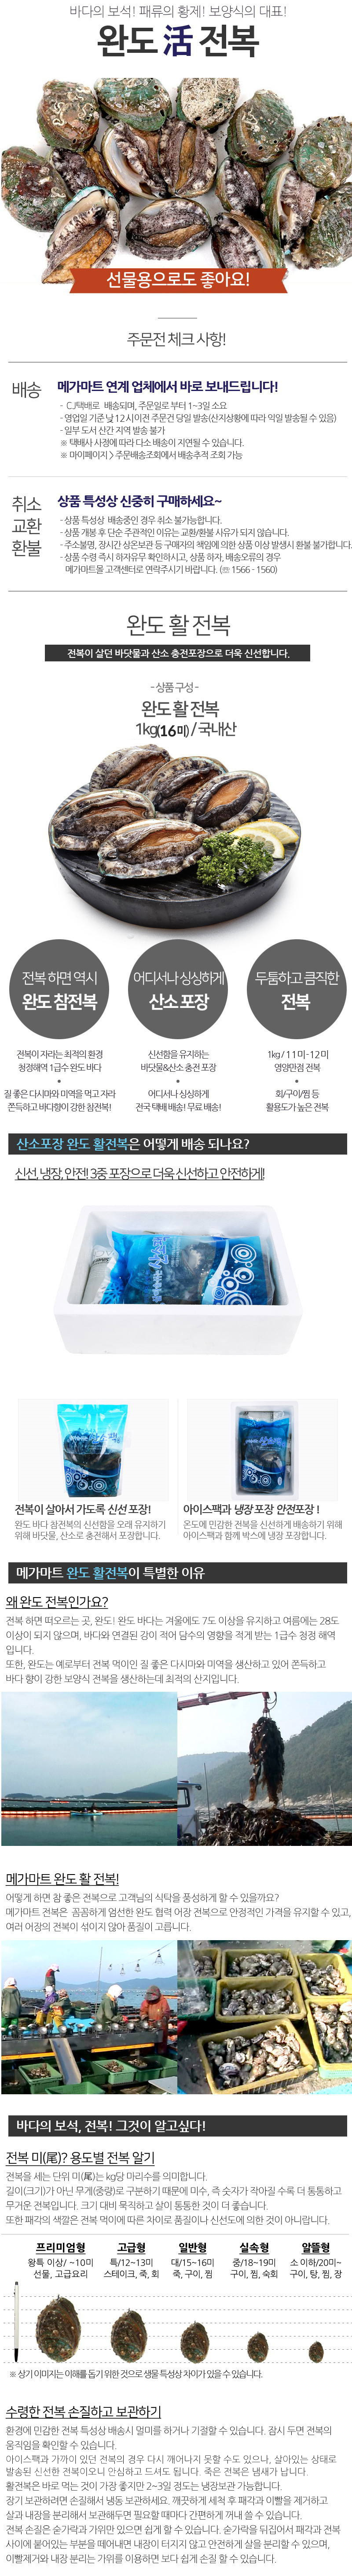 바다의 보석! 패류의 황제! 보양식의 대표!
완도 活 전복
선물용으로도 좋아요!
주문전 체크 사항!
배송
메가마트 연계 업체에서 바로 보내드립니다!
- CJ택배로 배송되며, 주문일로 부터 1~3일 소요
- 영업일 기준 낮 12시 이전 주문건 당일 발송(산지상황에 따라 익일 발송될 수 있음)
- 일부 도서 산간 지역 발송 불가
※ 택배사 사정에 따라 다소 배송이 지연될 수 있습니다.
※ 마이페이지 > 주문배송조회에서 배송추적 조회 가능
취소
교환
환불
상품 특성상 신중히 구매하세요~
- 상품 특성상 배송중인 경우 취소 불가능합니다.
- 상품 개봉 후 단순 주관적인 이유는 교환/환불 사유가 되지 않습니다.
- 주소불명, 장시간 상온보관 등 구매자의 책임에 의한 상품 이상 발생시 환불 불가합니다.
- 상품 수령 즉시 하자유무 확인하시고, 상품 하자, 배송오류의 경우
메가마트몰 고객센터로 연락주시기 바랍니다. (☏ 1566 - 1560)
완도 활 전복
전복이 살던 바닷물과 산소 충전포장으로 더욱 신선합니다.
- 상품 구성 -
완도 활 전복
1kg(16미) / 국내산
전복 하면 역시
완도 참전복
어디서나 싱싱하게
산소 포장
두툼하고 큼직한
전복
전복이 자라는 최적의 환경
청정해역 1급수 완도 바다
질 좋은 다시마와 미역을 먹고 자라
쫀득하고 바다향이 강한 참전복!
신선함을 유지하는
바닷물&산소 충전 포장
어디서나 싱싱하게
전국 택배 배송! 무료 배송!
1kg / 11미-12미
영양만점 전복
회/구이/찜 등
활용도가 높은 전복
산소포장 완도 활전복은 어떻게 배송 되나요?
신선, 냉장, 안전! 3중 포장으로 더욱 신선하고 안전하게!
전복이 살아서 가도록 신선 포장!
완도 바다 참전복의 신선함을 오래 유지하기
위해 바닷물, 산소로 충전해서 포장합니다.
아이스팩과 냉장 포장 안전포장 !
온도에 민감한 전복을 신선하게 배송하기 위해
아이스팩과 함께 박스에 냉장 포장합니다.
메가마트 완도 활전복이 특별한 이유
왜 완도 전복인가요?
전복 하면 떠오르는 곳, 완도! 완도 바다는 겨울에도 7도 이상을 유지하고 여름에는 28도
이상이 되지 않으며, 바다와 연결된 강이 적어 담수의 영향을 적게 받는 1급수 청정 해역
입니다.
또한, 완도는 예로부터 전복 먹이인 질 좋은 다시마와 미역을 생산하고 있어 쫀득하고
바다 향이 강한 보양식 전복을 생산하는데 최적의 산지입니다.
메가마트 완도 활 전복!
어떻게 하면 참 좋은 전복으로 고객님의 식탁을 풍성하게 할 수 있을까요?
메가마트 전복은 꼼꼼하게 엄선한 완도 협력 어장 전복으로 안정적인 가격을 유지할 수 있고,
여러 어장의 전복이 섞이지 않아 품질이 고릅니다.
바다의 보석, 전복! 그것이 알고싶다!
전복 미(尾)? 용도별 전복 알기
전복을 세는 단위 미(尾)는 kg당 마리수를 의미합니다.
길이(크기)가 아닌 무게(중량)로 구분하기 때문에 미수, 즉 숫자가 작아질 수록 더 통통하고
무거운 전복입니다. 크기 대비 묵직하고 살이 통통한 것이 더 좋습니다.
또한 패각의 색깔은 전복 먹이에 따른 차이로 품질이나 신선도에 의한 것이 아니랍니다.
프리미엄형
왕특 이상/ ~10미
선물, 고급요리
고급형
특/12~13미
스테이크, 죽, 회
일반형
대/15~16미
죽, 구이, 찜
실속형
중/18~19미
구이, 찜, 숙회
알뜰형
소 이하/20미~
구이, 탕, 찜, 장
※ 상기 이미지는 이해를 돕기 위한 것으로 생물 특성상 차이가 있을 수 있습니다.
수령한 전복 손질하고 보관하기
환경에 민감한 전복 특성상 배송시 멀미를 하거나 기절할 수 있습니다. 잠시 두면 전복의
움직임을 확인할 수 있습니다.
아이스팩과 가까이 있던 전복의 경우 다시 깨어나지 못할 수도 있으나, 살아있는 상태로
발송된 신선한 전복이오니 안심하고 드셔도 됩니다. 죽은 전복은 냄새가 납니다.
활전복은 바로 먹는 것이 가장 좋지만 2~3일 정도는 냉장보관 가능합니다.
장기 보관하려면 손질해서 냉동 보관하세요. 깨끗하게 세척 후 패각과 이빨을 제거하고
살과 내장을 분리해서 보관해두면 필요할 때마다 간편하게 꺼내 쓸 수 있습니다.
전복 손질은 숟가락과 가위만 있으면 쉽게 할 수 있습니다. 숟가락을 뒤집어서 패각과 전복
사이에 붙어있는 부분을 떼어내면 내장이 터지지 않고 안전하게 살을 분리할 수 있으며,
이빨제거와 내장 분리는 가위를 이용하면 보다 쉽게 손질 할 수 있습니다.